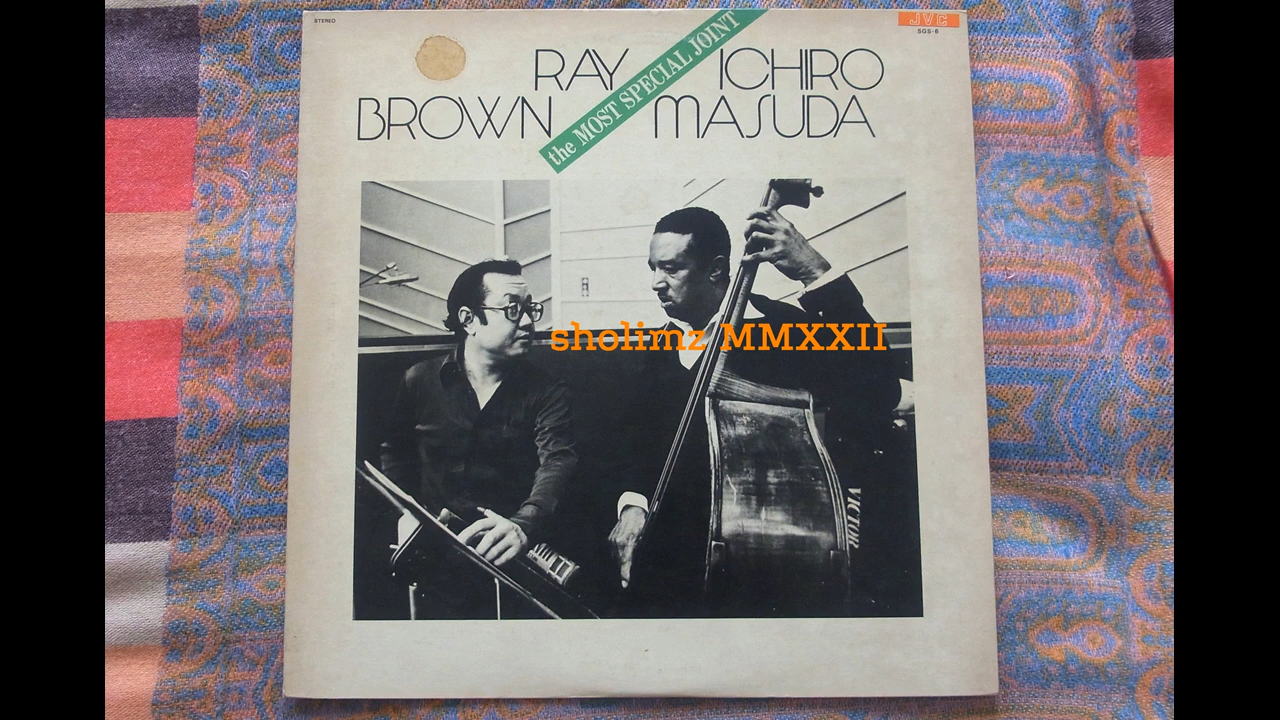 STEREO
JVC
SGS-6
RAY
BROWN
the MOST SPECIAL JOINT
ICHIRO
MASUDA
sholimz MMXXII
VICTOR